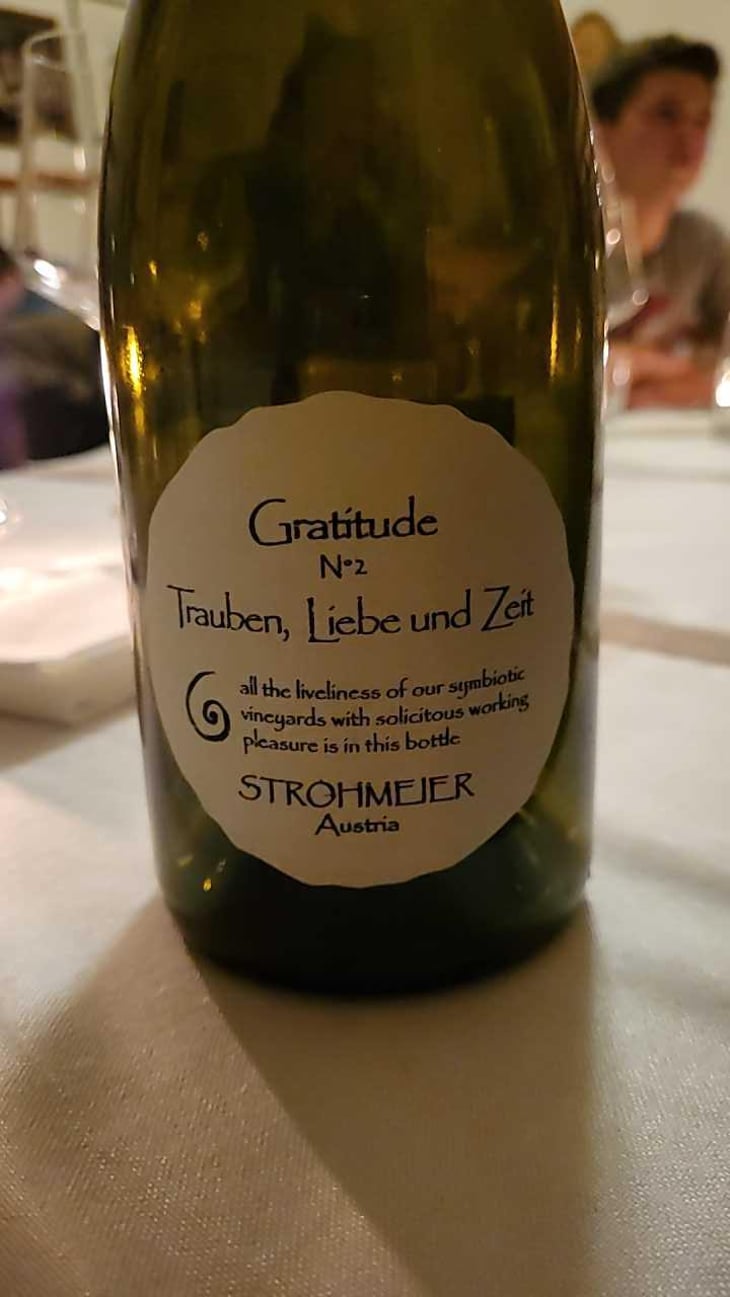 Gratitude
Nº2
Trauben, Liebe und Zeit
all the liveliness of our symbiotic
vineyards with solicitous working
pleasure is in this bottle
STROHMEIER
Austria